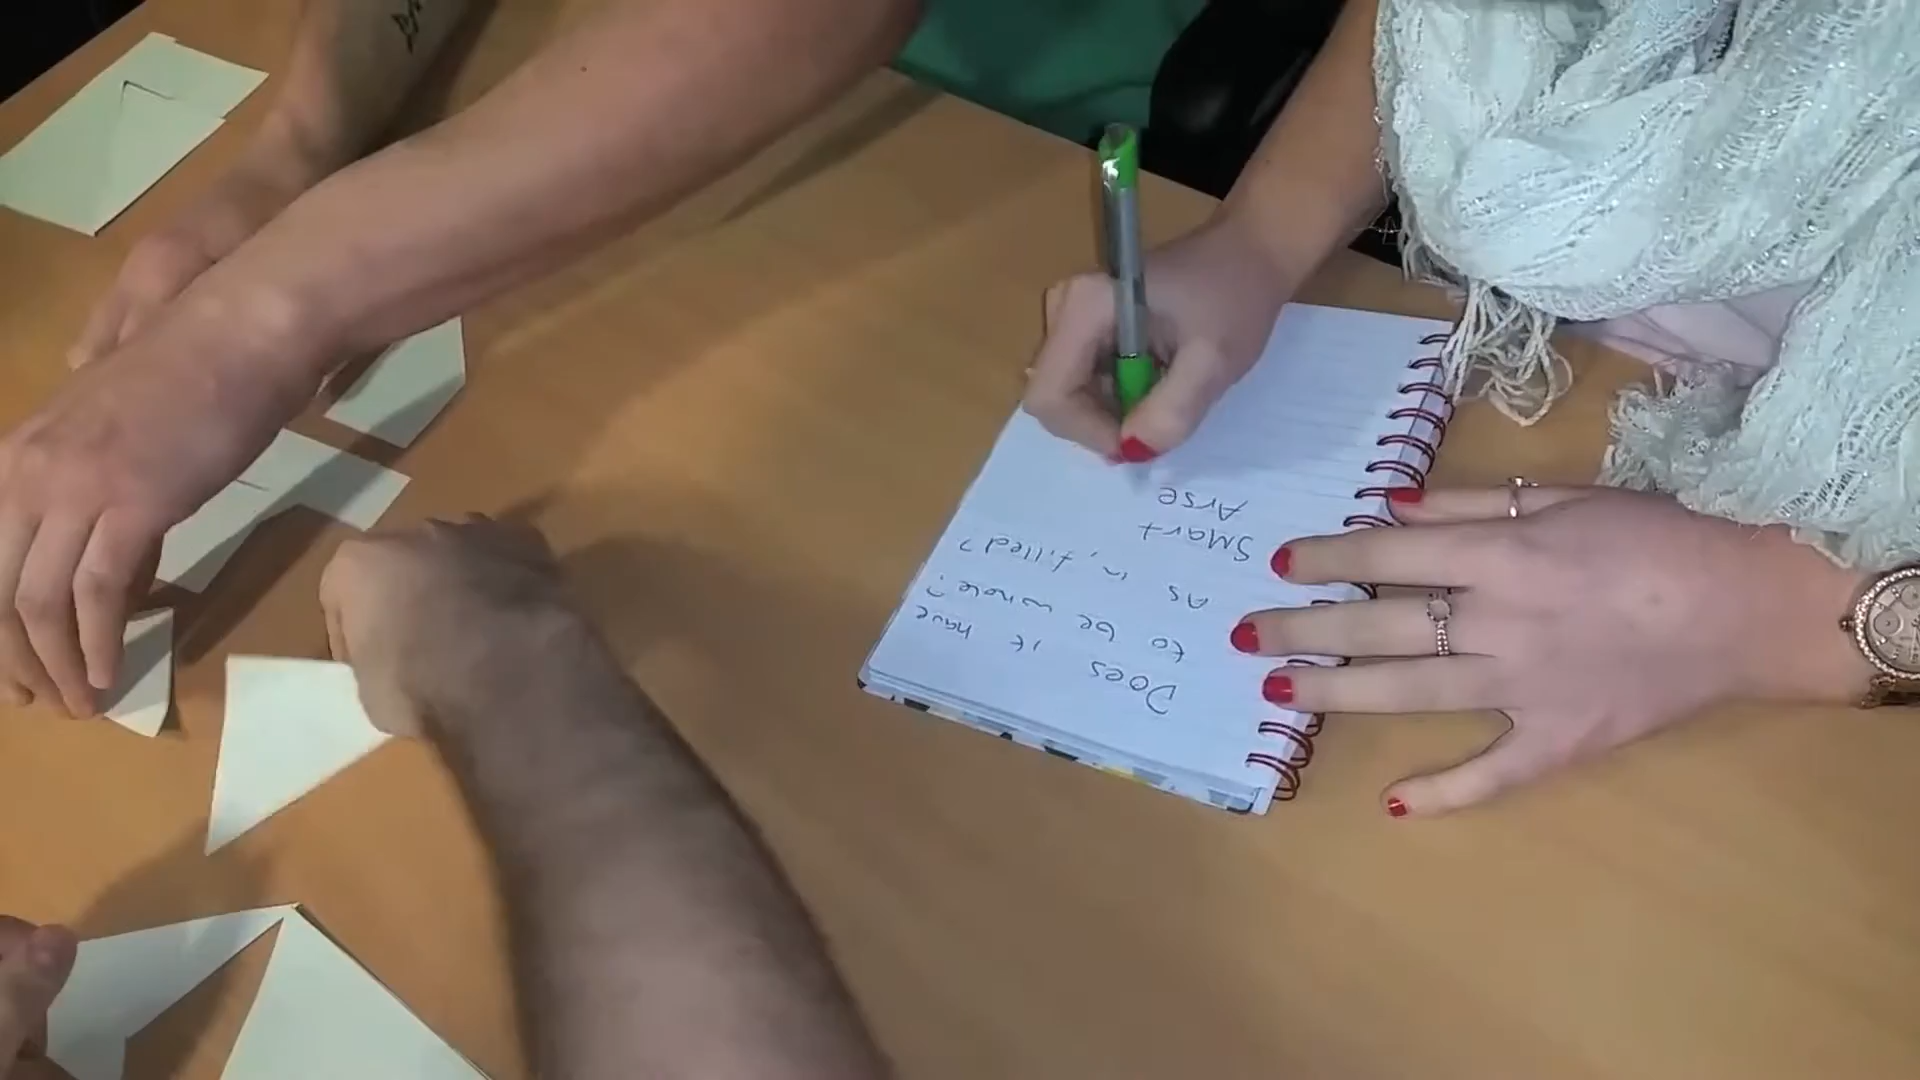 Does it have
to be whole?
As in, filled?
Smart
Arse